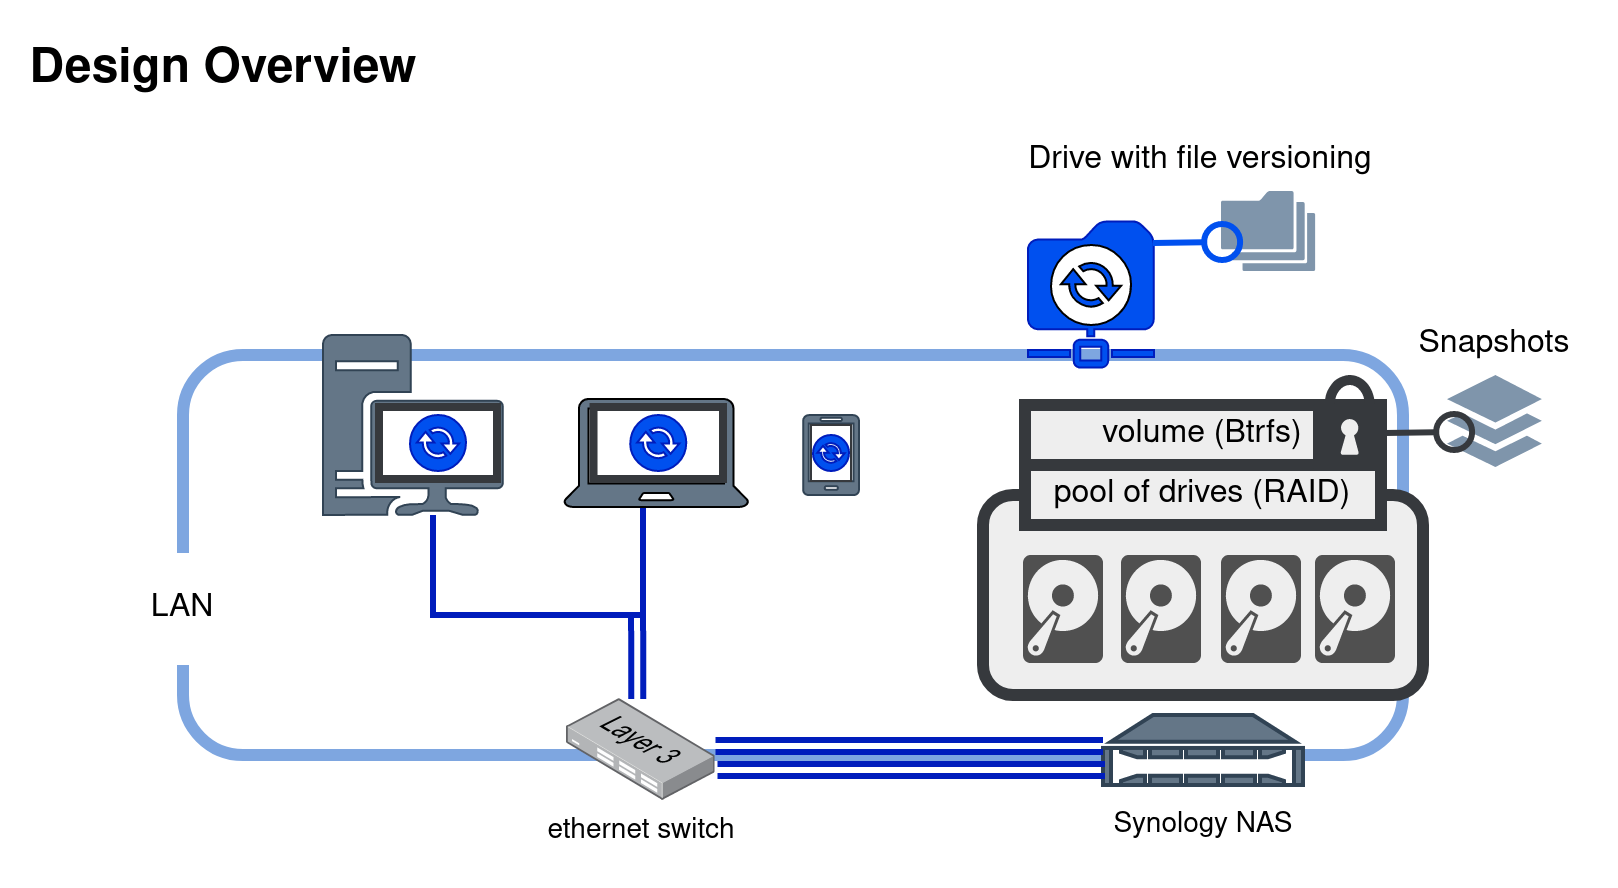 Design Overview
Drive with file versioning
Snapshots
volume (Btrfs)
pool of drives (RAID)
LAN
Layer 3
ethernet switch
Synology NAS